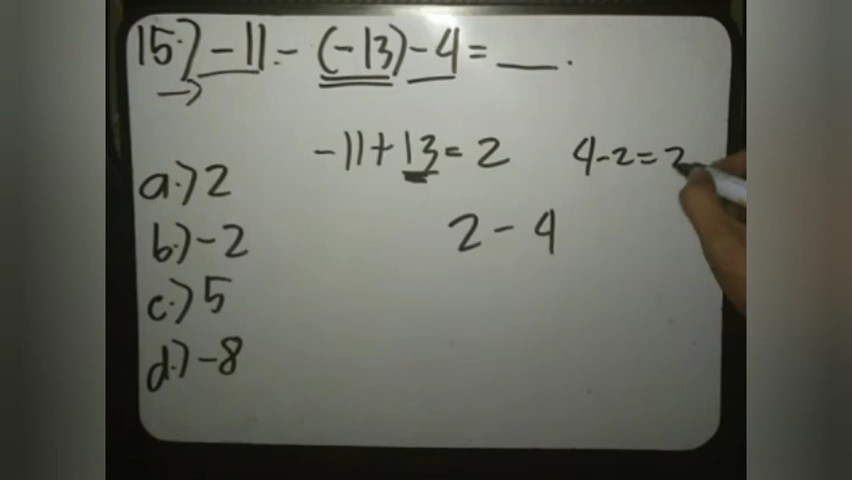 15.) -11 - (-13) - 4 = ___.
-11 + 13 = 2
4 - 2 = 2
a.) 2
2 - 4
b.) -2
c.) 5
d.) -8